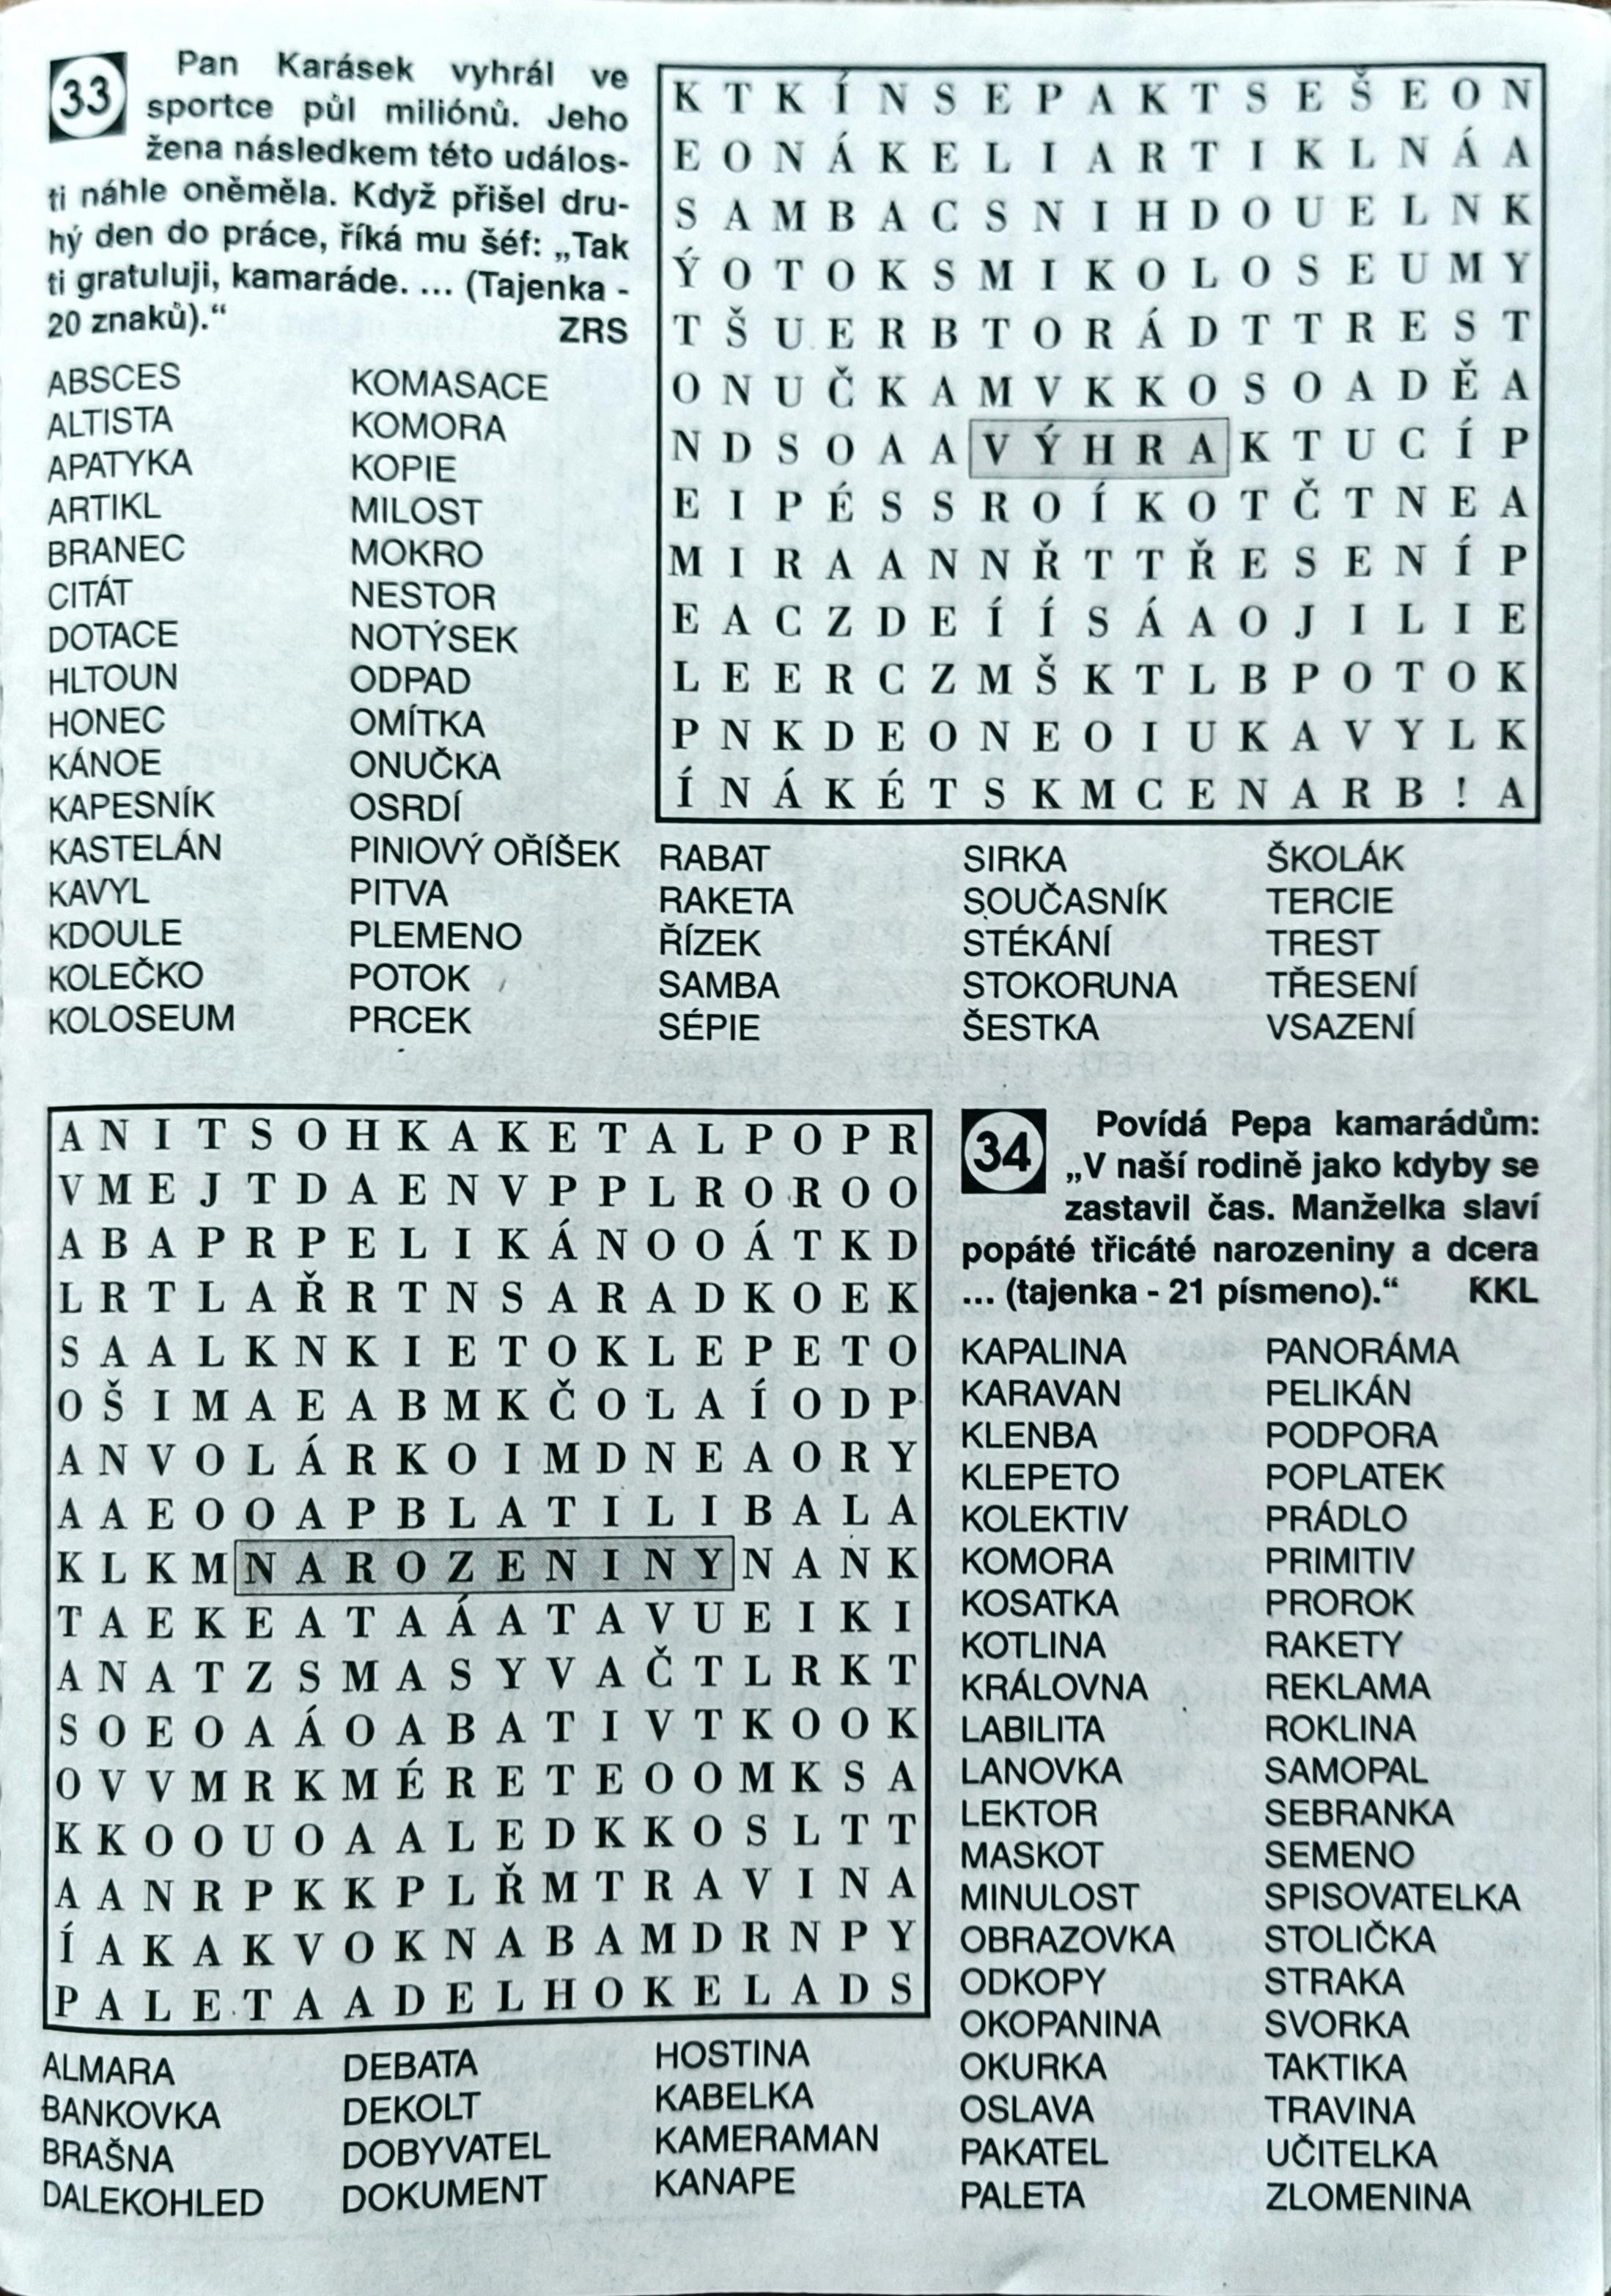 33
Pan Karásek vyhrál ve
sportce půl miliónů. Jeho
žena následkem této událos-
ti náhle oněměla. Když přišel dru-
hý den do práce, říká mu šéf: „Tak
ti gratuluji, kamaráde. ... (Tajenka -
20 znaků).“ ZRS
ABSCES
ALTISTA
APATYKA
ARTIKL
BRANEC
CITÁT
DOTACE
HLTOUN
HONEC
KÁNOE
KAPESNÍK
KASTELÁN
KAVYL
KDOULE
KOLEČKO
KOLOSEUM
KOMASACE
KOMORA
KOPIE
MILOST
MOKRO
NESTOR
NOTÝSEK
ODPAD
OMÍTKA
ONUČKA
OSRDÍ
PINIOVÝ OŘÍŠEK
PITVA
PLEMENO
POTOK
PRCEK
K T K Í N S E P A K T S E Š E O N
E O N Á K E L I A R T I K L N Á A
S A M B A C S N I H D O U E L N K
Ý O T O K S M I K O L O S E U M Y
T Š U E R B T O R Á D T T R E S T
O N U Č K A M V K K O S O A D Ě A
N D S O A A V Ý H R A K T U C Í P
E I P É S S R O Í K O T Č T N E A
M I R A A N N Ř T T Ř E S E N Í P
E A C Z D E Í Í S Á A O J I L I E
L E E R C Z M Š K T L B P O T O K
P N K D E O N E O I U K A V Y L K
Í N Á K É T S K M C E N A R B ! A
RABAT
RAKETA
ŘÍZEK
SAMBA
SÉPIE
SIRKA
SOUČASNÍK
STÉKÁNÍ
STOKORUNA
ŠESTKA
ŠKOLÁK
TERCIE
TREST
TŘESENÍ
VSAZENÍ
A N I T S O H K A K E T A L P O P R
V M E J T D A E N V P P L R O R O O
A B A P R P E L I K Á N O O Á T K D
L R T L A Ř R T N S A R A D K O E K
S A A L K N K I E T O K L E P E T O
O Š I M A E A B M K Č O L A Í O D P
A N V O L Á R K O I M D N E A O R Y
A A E O O A P B L A T I L I B A L A
K L K M N A R O Z E N I N Y N A N K
T A E K E A T A Á A T A V U E I K I
A N A T Z S M A S Y V A Č T L R K T
S O E O A Á O A B A T I V T K O O K
O V V M R K M É R E T E O O M K S A
K K O O U O A A L E D K K O S L T T
A A N R P K K P L Ř M T R A V I N A
Í A K A K V O K N A B A M D R N P Y
P A L E T A A D E L H O K E L A D S
34
Povídá Pepa kamarádům:
„V naší rodině jako kdyby se
zastavil čas. Manželka slaví
popáté třicáté narozeniny a dcera
... (tajenka - 21 písmeno).“ KKL
KAPALINA
KARAVAN
KLENBA
KLEPETO
KOLEKTIV
KOMORA
KOSATKA
KOTLINA
KRÁLOVNA
LABILITA
LANOVKA
LEKTOR
MASKOT
MINULOST
OBRAZOVKA
ODKOPY
OKOPANINA
OKURKA
OSLAVA
PAKATEL
PALETA
PANORÁMA
PELIKÁN
PODPORA
POPLATEK
PRÁDLO
PRIMITIV
PROROK
RAKETY
REKLAMA
ROKLINA
SAMOPAL
SEBRANKA
SEMENO
SPISOVATELKA
STOLIČKA
STRAKA
SVORKA
TAKTIKA
TRAVINA
UČITELKA
ZLOMENINA
ALMARA
BANKOVKA
BRAŠNA
DALEKOHLED
DEBATA
DEKOLT
DOBYVATEL
DOKUMENT
HOSTINA
KABELKA
KAMERAMAN
KANAPE